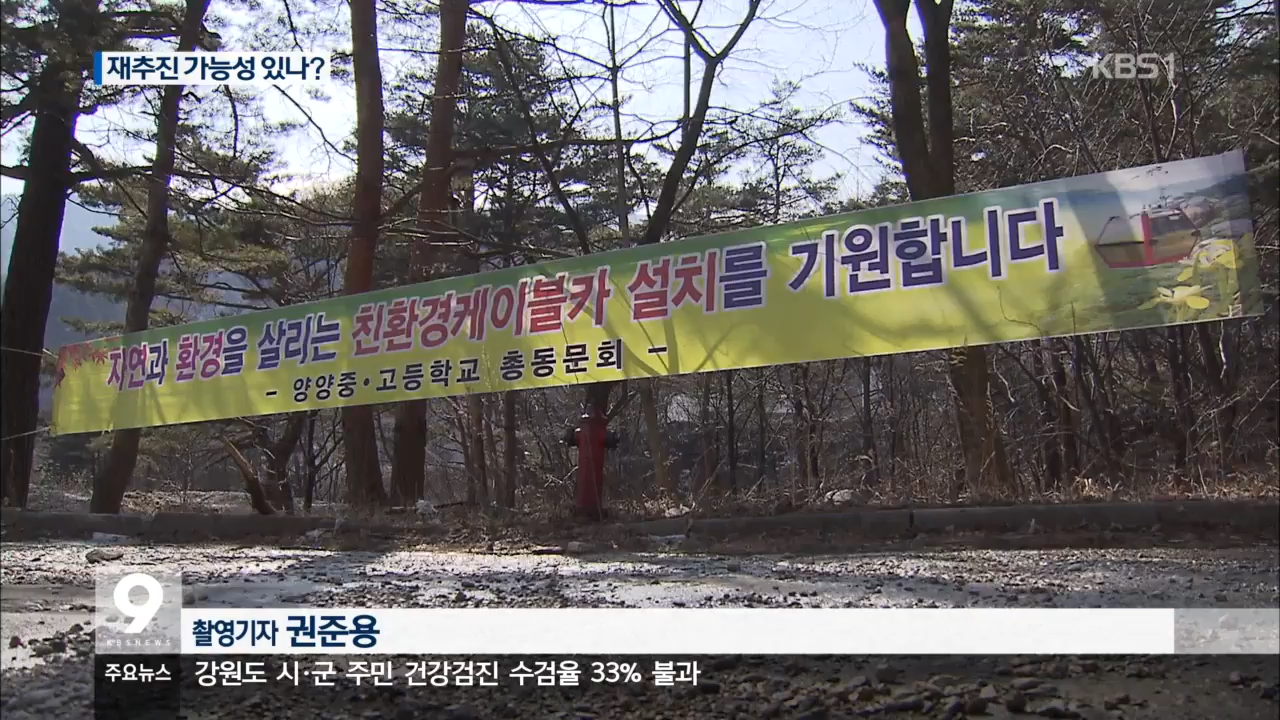 재추진 가능성 있나?
KBS1
자연과 환경을 살리는 친환경케이블카 설치를 기원합니다
- 양양중·고등학교 총동문회 -
9
KBS NEWS
촬영기자 권준용
주요뉴스
강원도 시·군 주민 건강검진 수검율 33% 불과